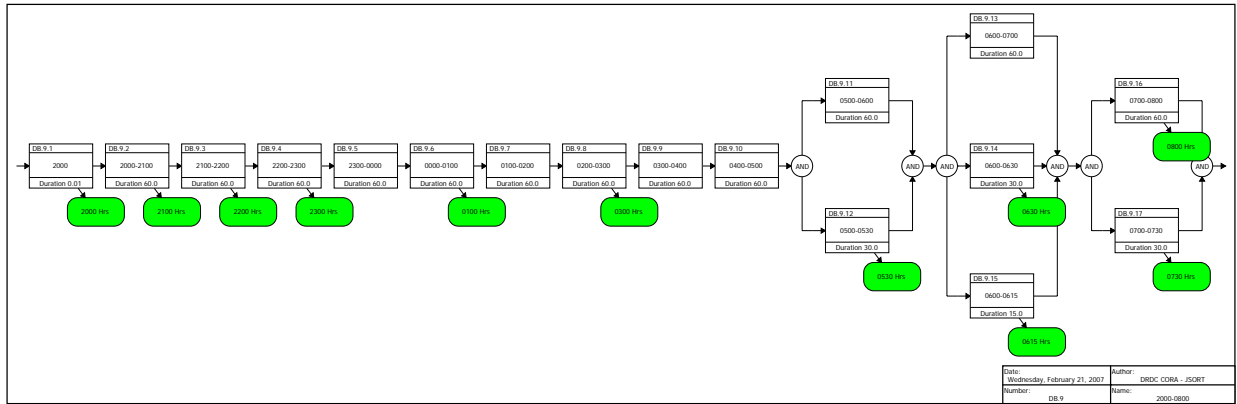 DB.9.1
2000
Duration 0.01
2000 Hrs
DB.9.2
2000-2100
Duration 60.0
2100 Hrs
DB.9.3
2100-2200
Duration 60.0
2200 Hrs
DB.9.4
2200-2300
Duration 60.0
2300 Hrs
DB.9.5
2300-0000
Duration 60.0
DB.9.6
0000-0100
Duration 60.0
0100 Hrs
DB.9.7
0100-0200
Duration 60.0
DB.9.8
0200-0300
Duration 60.0
0300 Hrs
DB.9.9
0300-0400
Duration 60.0
DB.9.10
0400-0500
Duration 60.0
AND
DB.9.11
0500-0600
Duration 60.0
DB.9.12
0500-0530
Duration 30.0
0530 Hrs
AND
AND
DB.9.13
0600-0700
Duration 60.0
DB.9.14
0600-0630
Duration 30.0
0630 Hrs
DB.9.15
0600-0615
Duration 15.0
0615 Hrs
AND
AND
DB.9.16
0700-0800
Duration 60.0
0800 Hrs
DB.9.17
0700-0730
Duration 30.0
0730 Hrs
AND
Date:
Wednesday, February 21, 2007
Author:
DRDC CORA - JSORT
Number:
DB.9
Name:
2000-0800